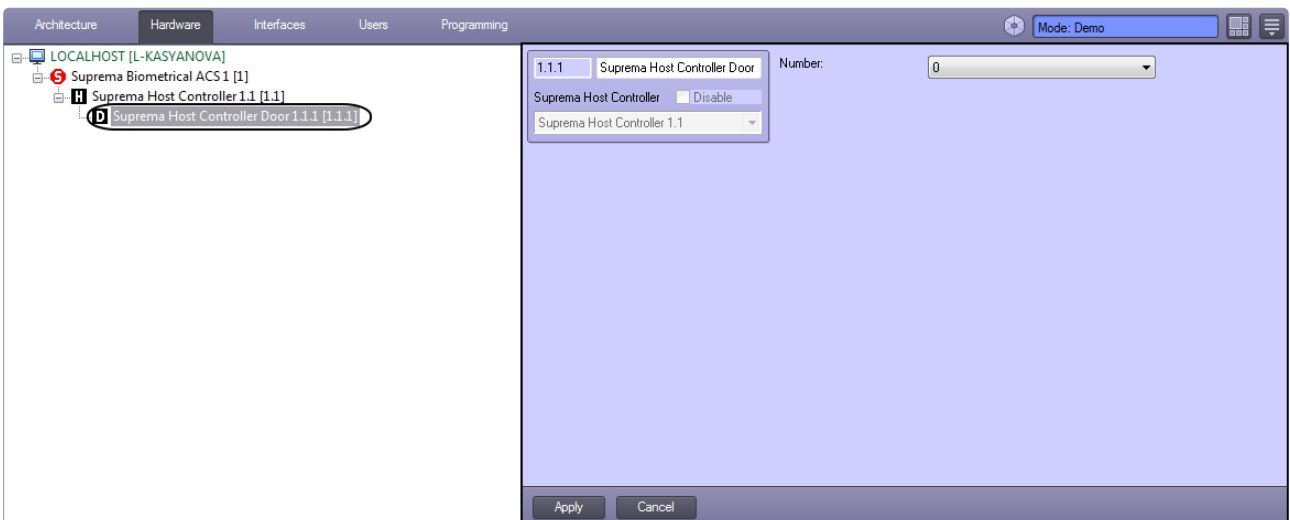 Architecture Hardware Interfaces Users Programming Mode: Demo
LOCALHOST [L-KASYANOVA]
S Suprema Biometrical ACS 1 [1]
H Suprema Host Controller 1.1 [1.1]
D Suprema Host Controller Door 1.1.1 [1.1.1]
1.1.1 Suprema Host Controller Door
Suprema Host Controller Disable
Suprema Host Controller 1.1
Number: 0
Apply Cancel